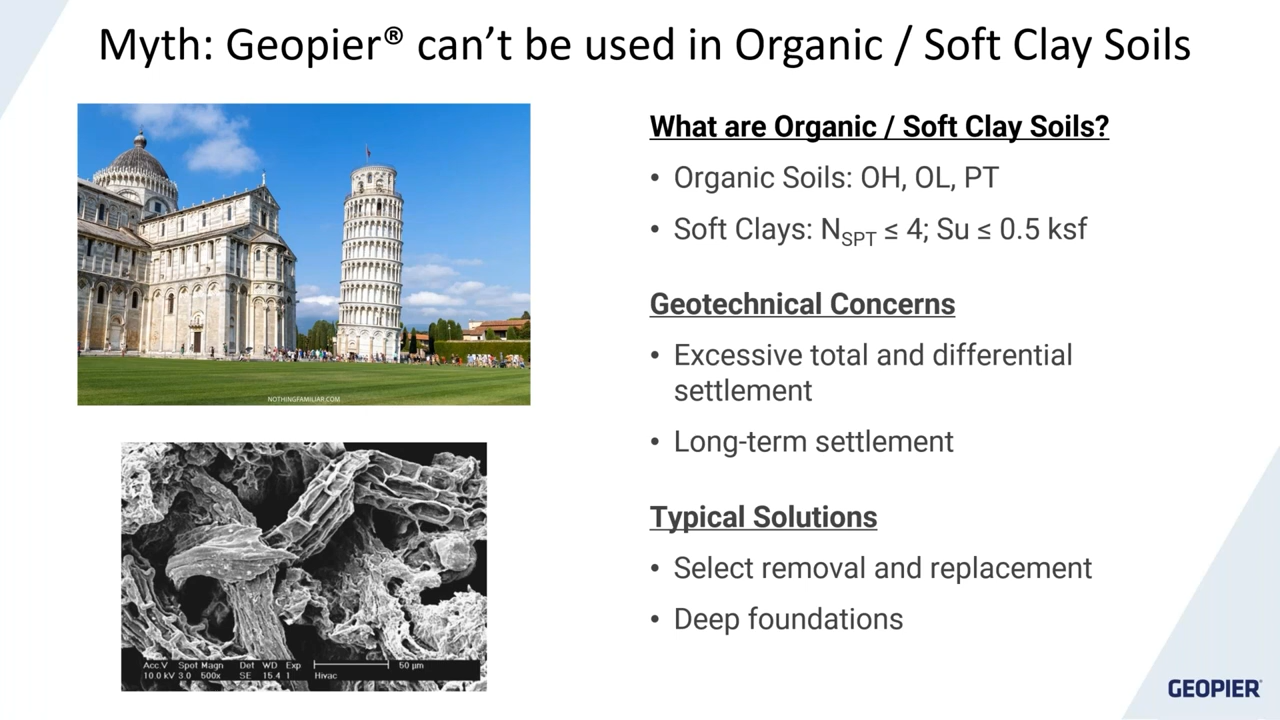 Myth: Geopier® can’t be used in Organic / Soft Clay Soils
NOTHINGFAMILIAR.COM
Acc.V Spot Magn Det WD Exp 50 µm
10.0 kV 3.0 500x SE 15.4 1 Hivac
What are Organic / Soft Clay Soils?
• Organic Soils: OH, OL, PT
• Soft Clays: NSPT ≤ 4; Su ≤ 0.5 ksf
Geotechnical Concerns
• Excessive total and differential
settlement
• Long-term settlement
Typical Solutions
• Select removal and replacement
• Deep foundations
GEOPIER®